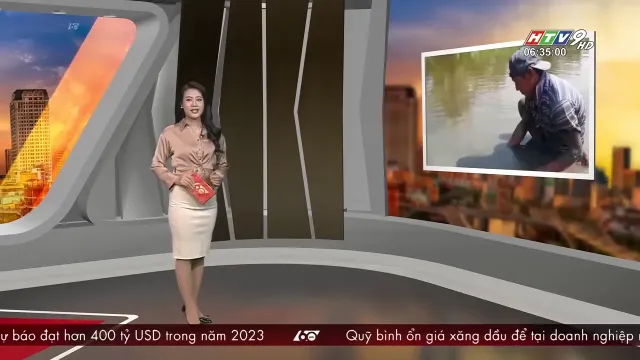 HTV9 HD
06:35:00
ự báo đạt hơn 400 tỷ USD trong năm 2023 60 Quỹ bình ổn giá xăng dầu để tại doanh nghiệp